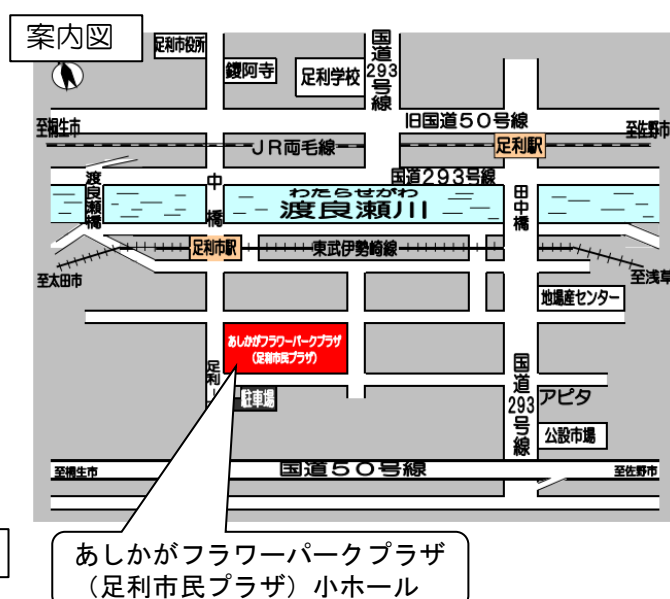 案内図
足利市役所
鑁阿寺
足利学校
国道293号線
旧国道50号線
至桐生市
至佐野市
JR両毛線
足利駅
国道293号線
渡良瀬橋
中橋
わたらせがわ
渡良瀬川
田中橋
足利市駅
東武伊勢崎線
至太田市
至浅草
地場産センター
あしかがフラワーパークプラザ
(足利市民プラザ)
足利
駐車場
国道293号線
アピタ
公設市場
至桐生市
国道50号線
至佐野市
あしかがフラワーパークプラザ
(足利市民プラザ)小ホール